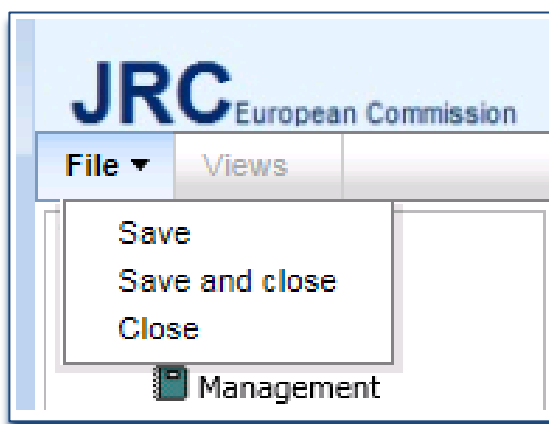 JRC European Commission
File ▾ Views
Save
Save and close
Close
Management